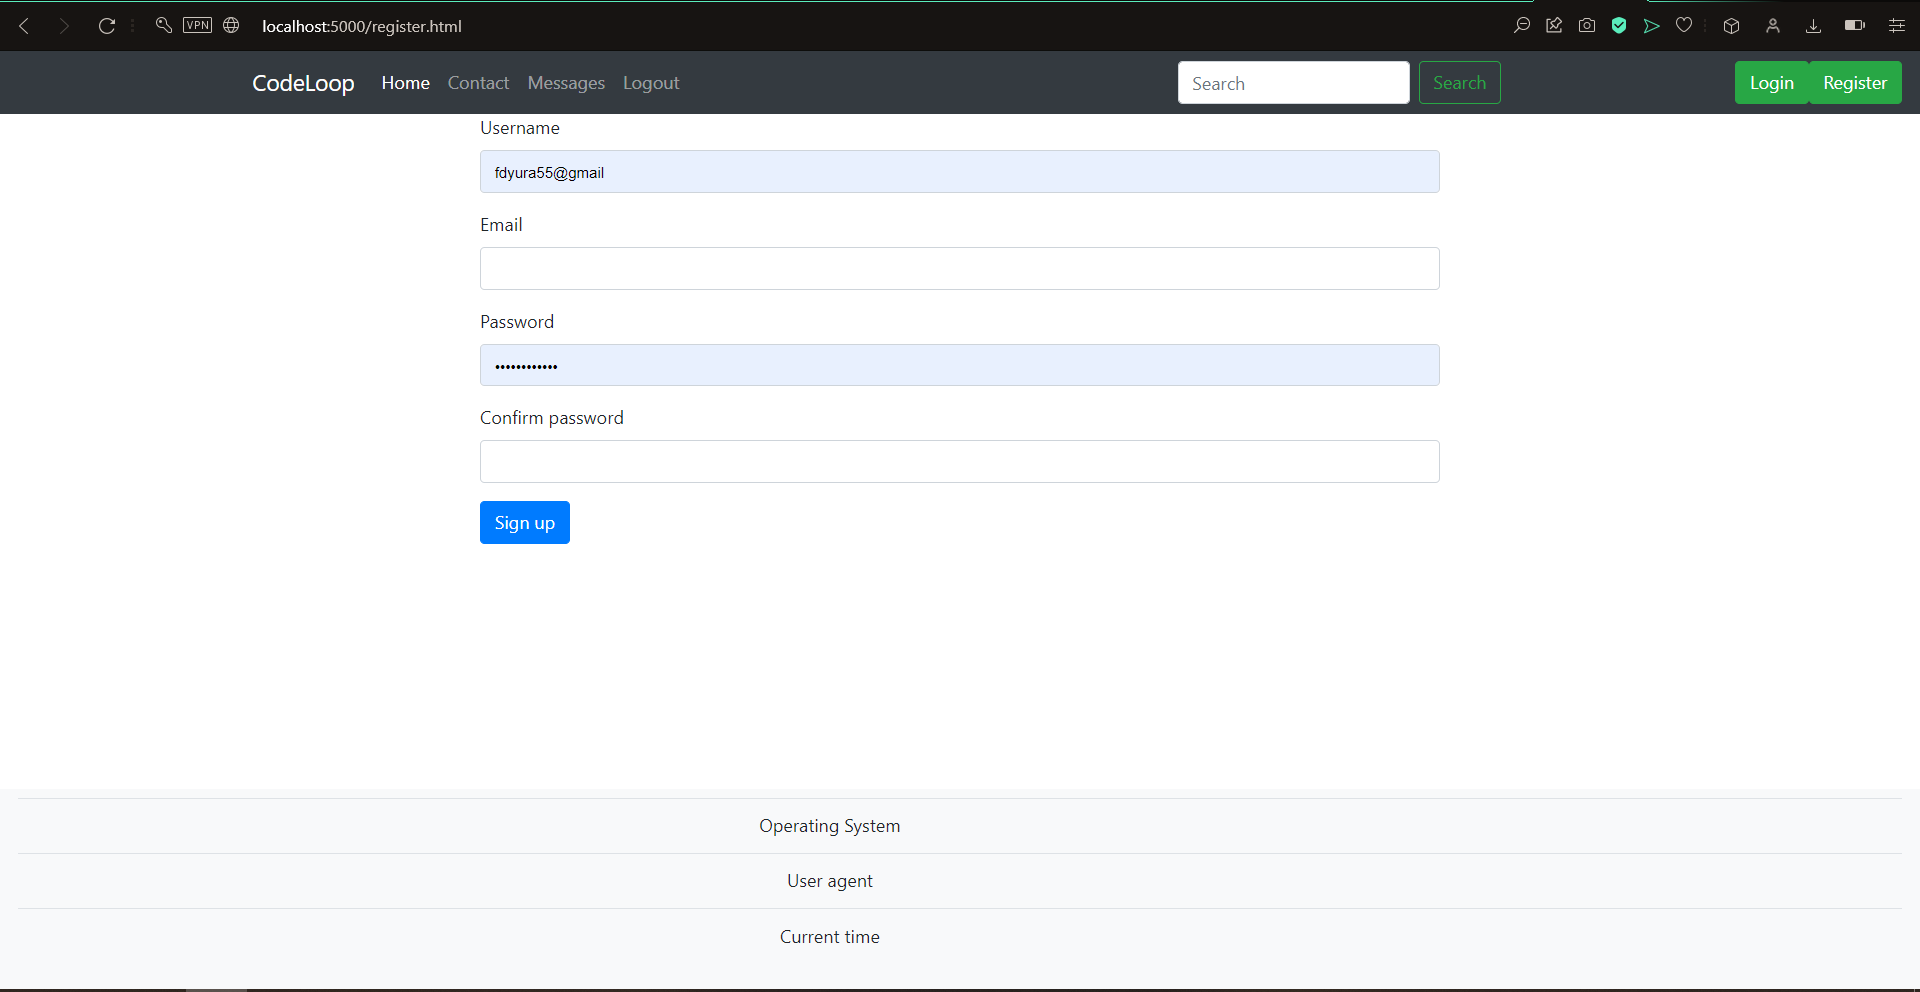 VPN localhost:5000/register.html
CodeLoop Home Contact Messages Logout Search Search Login Register
Username
fdyura55@gmail
Email
Password
••••••••••••
Confirm password
Sign up
Operating System
User agent
Current time